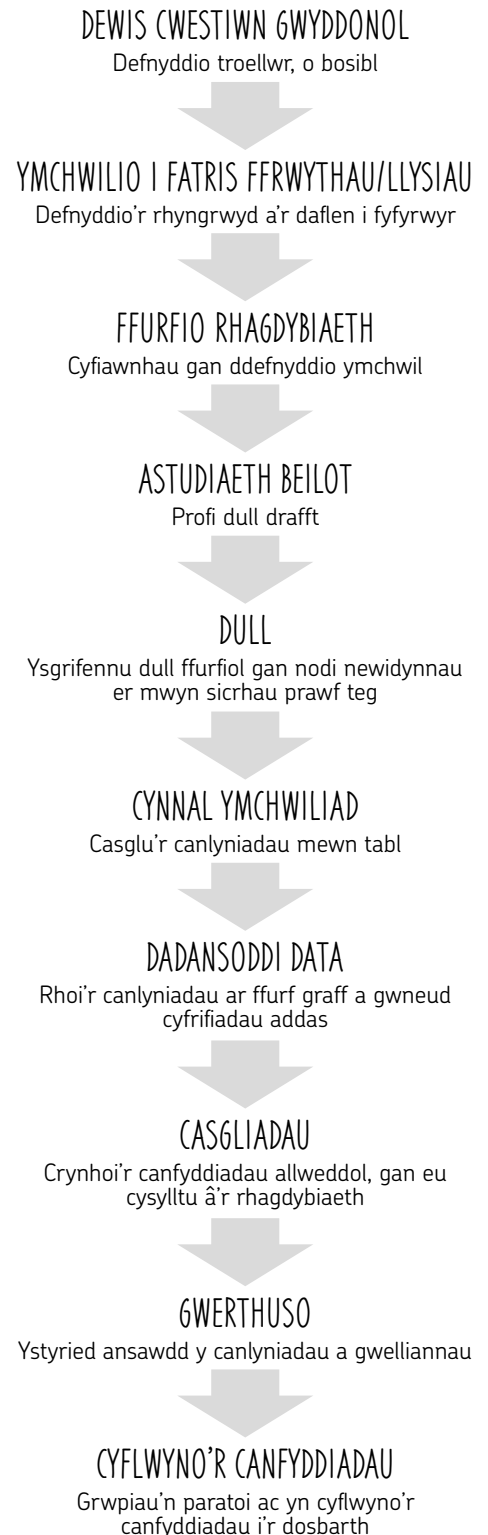 DEWIS CWESTIWN GWYDDONOL
Defnyddio troellwr, o bosibl
YMCHWILIO I FATRIS FFRWYTHAU/LLYSIAU
Defnyddio'r rhyngrwyd a'r daflen i fyfyrwyr
FFURFIO RHAGDYBIAETH
Cyfiawnhau gan ddefnyddio ymchwil
ASTUDIAETH BEILOT
Profi dull drafft
DULL
Ysgrifennu dull ffurfiol gan nodi newidynnau
er mwyn sicrhau prawf teg
CYNNAL YMCHWILIAD
Casglu'r canlyniadau mewn tabl
DADANSODDI DATA
Rhoi'r canlyniadau ar ffurf graff a gwneud
cyfrifiadau addas
CASGLIADAU
Crynhoi'r canfyddiadau allweddol, gan eu
cysylltu â'r rhagdybiaeth
GWERTHUSO
Ystyried ansawdd y canlyniadau a gwelliannau
CYFLWYNO'R CANFYDDIADAU
Grwpiau'n paratoi ac yn cyflwyno'r
canfyddiadau i'r dosbarth